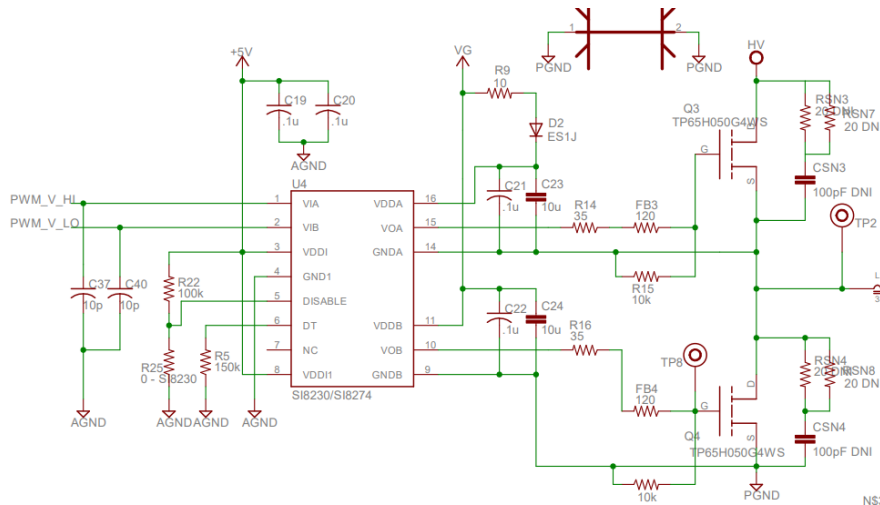 1
2
PGND
PGND
HV
+5V
VG
R9
10
C19
.1u
C20
.1u
AGND
D2
ES1J
Q3
TP65H050G4WS
D
G
S
RSN3
20 DNI
RSN7
20 DNI
CSN3
100pF DNI
TP2
U4
PWM_V_HI
PWM_V_LO
1
VIA
2
VIB
3
VDDI
4
GND1
5
DISABLE
6
DT
7
NC
8
VDDI1
VDDA
16
VOA
15
GNDA
14
VDDB
11
VOB
10
GNDB
9
SI8230/SI8274
C21
.1u
C23
10u
R14
35
FB3
120
R15
10k
C22
.1u
C24
10u
R16
35
TP8
FB4
120
D
G
S
Q4
TP65H050G4WS
10k
RSN4
20 DNI
RSN8
20 DNI
CSN4
100pF DNI
PGND
C37
10p
C40
10p
R22
100k
R25
0 - SI8230
R5
150k
AGND
AGND
AGND
AGND
L
3